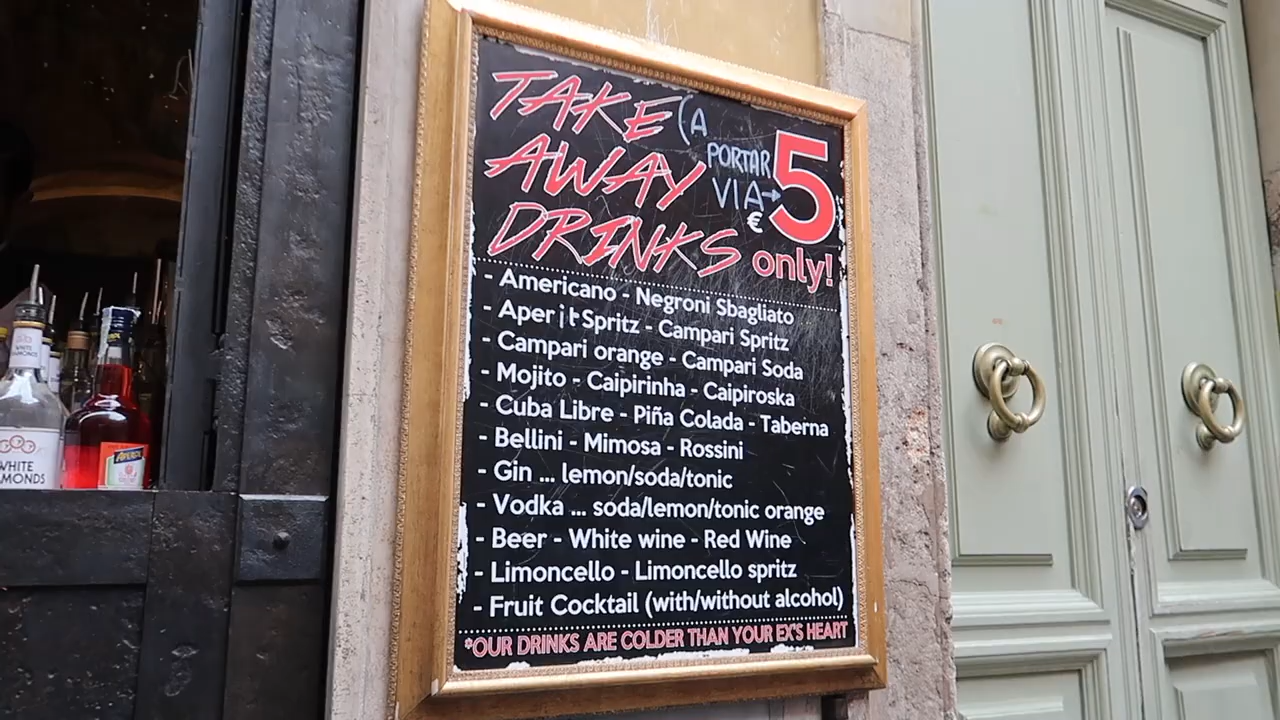 TAKE (A
AWAY PORTAR
VIA→
DRINKS € 5
only!
- Americano - Negroni Sbagliato
- Aperit Spritz - Campari Spritz
- Campari orange - Campari Soda
- Mojito - Caipirinha - Caipiroska
- Cuba Libre - Piña Colada - Taberna
- Bellini - Mimosa - Rossini
- Gin ... lemon/soda/tonic
- Vodka ... soda/lemon/tonic orange
- Beer - White wine - Red Wine
- Limoncello - Limoncello spritz
- Fruit Cocktail (with/without alcohol)
*OUR DRINKS ARE COLDER THAN YOUR EX'S HEART
WHITE
APEROL